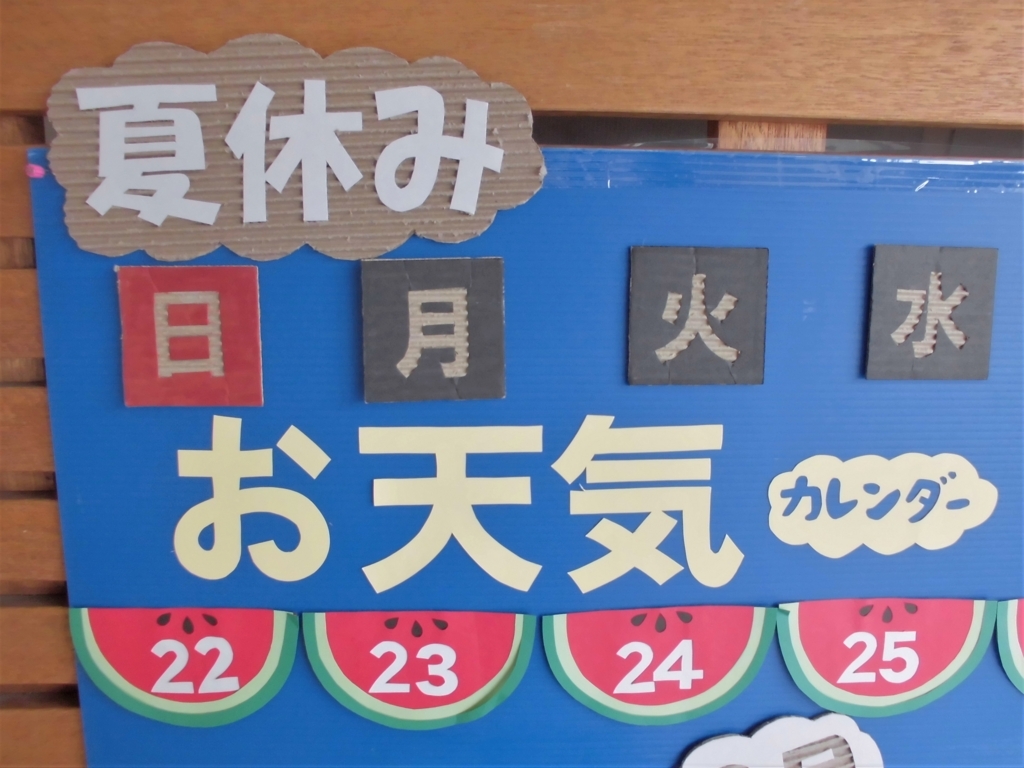 夏休み
日 月 火 水
お天気 カレンダー
22 23 24 25
月